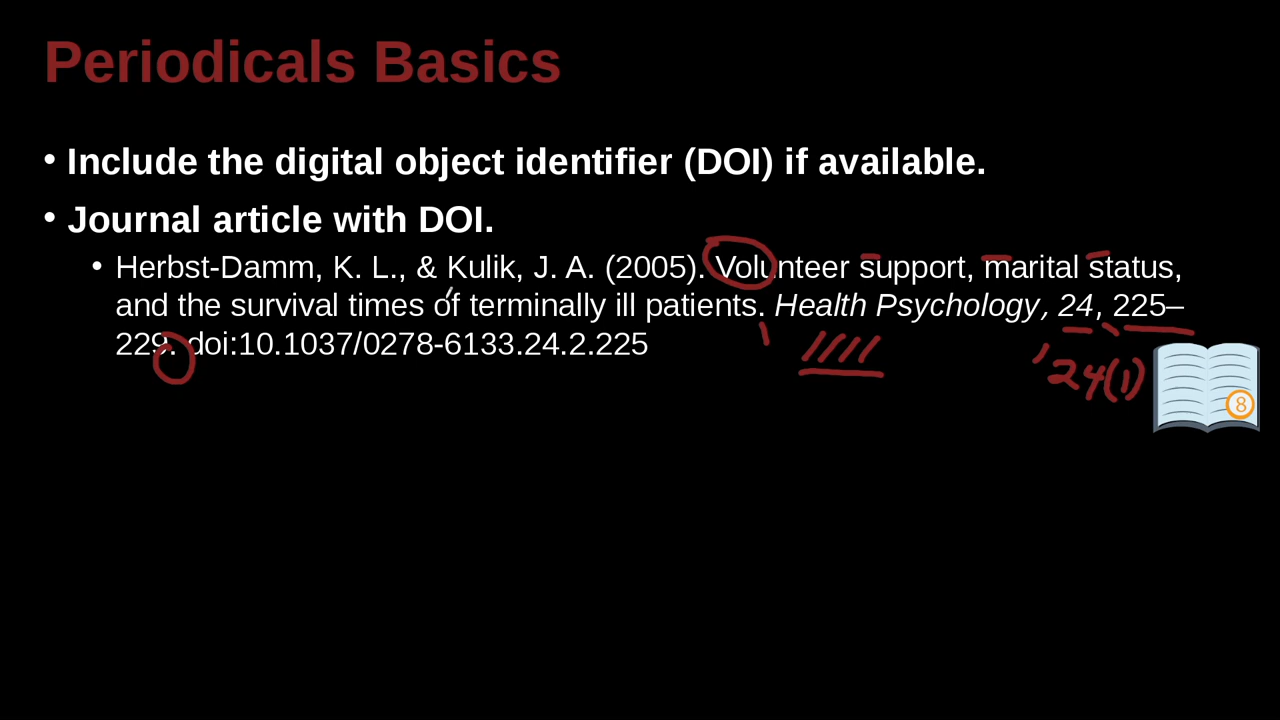 Periodicals Basics
• Include the digital object identifier (DOI) if available.
• Journal article with DOI.
• Herbst-Damm, K. L., & Kulik, J. A. (2005). Volunteer support, marital status,
and the survival times of terminally ill patients. Health Psychology, 24, 225–
229. doi:10.1037/0278-6133.24.2.225
24(1)
8